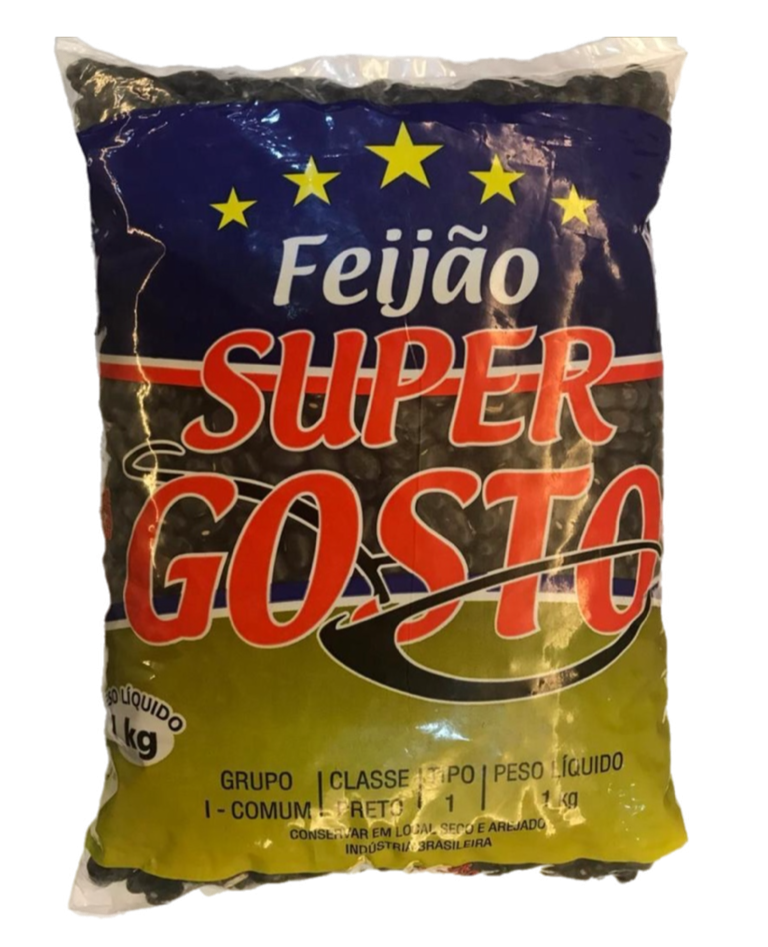 Feijão
SUPER
GOSTO
LÍQUIDO
1 kg
GRUPO | CLASSE | TIPO | PESO LÍQUIDO
I - COMUM | PRETO | 1 | 1 kg
CONSERVAR EM LOCAL SECO E AREJADO
INDÚSTRIA BRASILEIRA